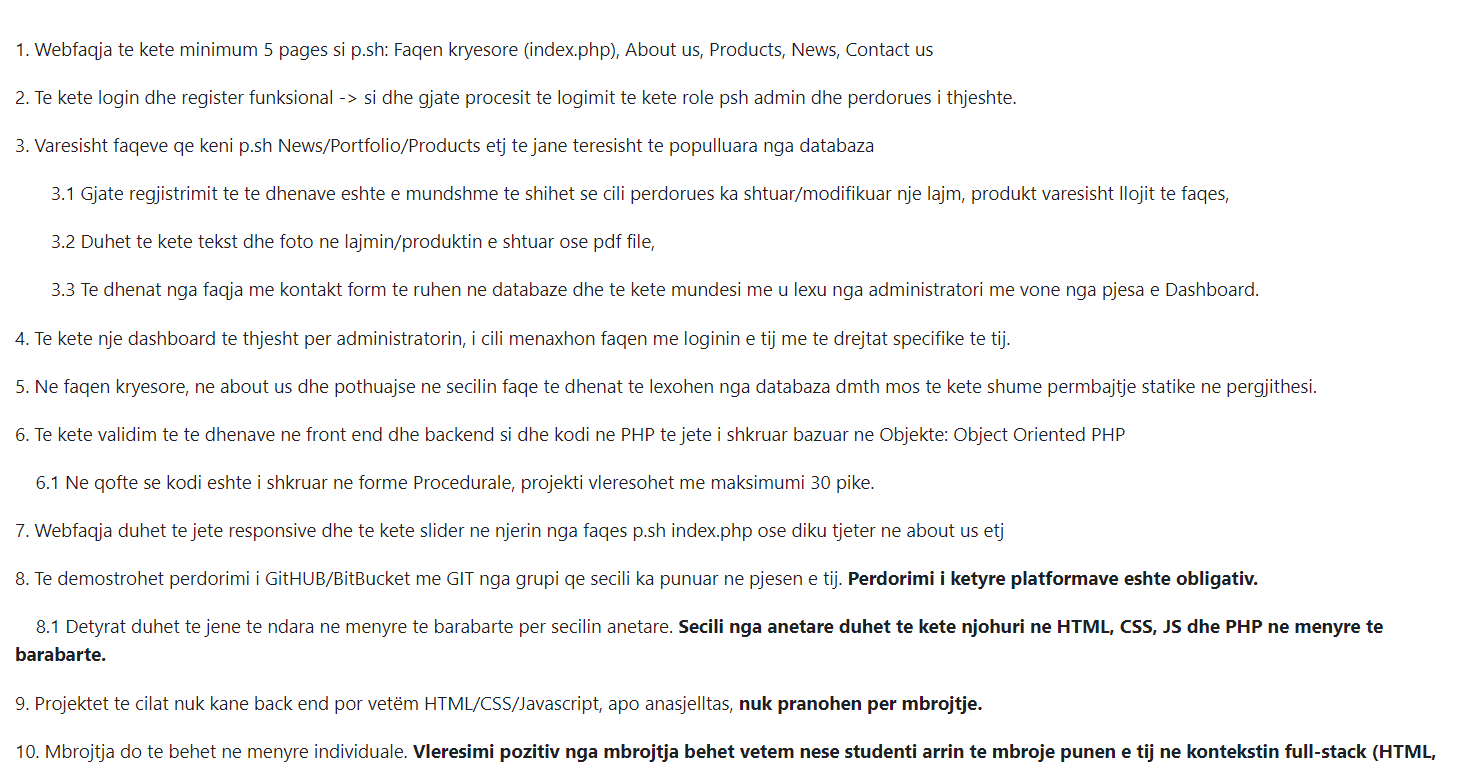 1. Webfaqja te kete minimum 5 pages si p.sh: Faqen kryesore (index.php), About us, Products, News, Contact us
2. Te kete login dhe register funksional -> si dhe gjate procesit te logimit te kete role psh admin dhe perdorues i thjeshte.
3. Varesisht faqeve qe keni p.sh News/Portfolio/Products etj te jane teresisht te populluara nga databaza
3.1 Gjate regjistrimit te te dhenave eshte e mundshme te shihet se cili perdorues ka shtuar/modifikuar nje lajm, produkt varesisht llojit te faqes,
3.2 Duhet te kete tekst dhe foto ne lajmin/produktin e shtuar ose pdf file,
3.3 Te dhenat nga faqja me kontakt form te ruhen ne databaze dhe te kete mundesi me u lexu nga administratori me vone nga pjesa e Dashboard.
4. Te kete nje dashboard te thjesht per administratorin, i cili menaxhon faqen me loginin e tij me te drejtat specifike te tij.
5. Ne faqen kryesore, ne about us dhe pothuajse ne secilin faqe te dhenat te lexohen nga databaza dmth mos te kete shume permbajtje statike ne pergjithesi.
6. Te kete validim te te dhenave ne front end dhe backend si dhe kodi ne PHP te jete i shkruar bazuar ne Objekte: Object Oriented PHP
6.1 Ne qofte se kodi eshte i shkruar ne forme Procedurale, projekti vleresohet me maksimumi 30 pike.
7. Webfaqja duhet te jete responsive dhe te kete slider ne njerin nga faqes p.sh index.php ose diku tjeter ne about us etj
8. Te demostrohet perdorimi i GitHUB/BitBucket me GIT nga grupi qe secili ka punuar ne pjesen e tij. Perdorimi i ketyre platformave eshte obligativ.
8.1 Detyrat duhet te jene te ndara ne menyre te barabarte per secilin anetare. Secili nga anetare duhet te kete njohuri ne HTML, CSS, JS dhe PHP ne menyre te
barabarte.
9. Projektet te cilat nuk kane back end por vetëm HTML/CSS/Javascript, apo anasjelltas, nuk pranohen per mbrojtje.
10. Mbrojtja do te behet ne menyre individuale. Vleresimi pozitiv nga mbrojtja behet vetem nese studenti arrin te mbroje punen e tij ne kontekstin full-stack (HTML,